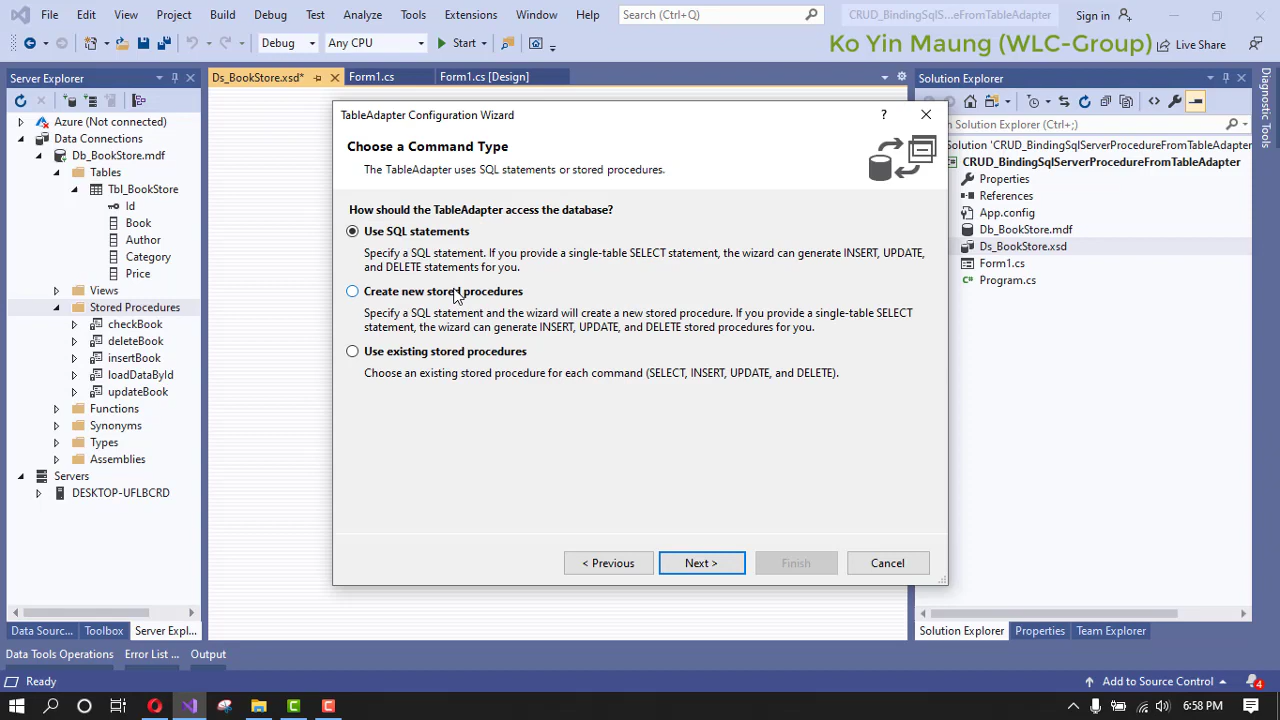 File Edit View Project Build Debug Test Analyze Tools Extensions Window Help Search (Ctrl+Q) CRUD_BindingSqlS...eFromTableAdapter Sign in
Debug Any CPU Start Ko Yin Maung (WLC-Group) Live Share
Server Explorer
Azure (Not connected)
Data Connections
Db_BookStore.mdf
Tables
Tbl_BookStore
Id
Book
Author
Category
Price
Views
Stored Procedures
checkBook
deleteBook
insertBook
loadDataById
updateBook
Functions
Synonyms
Types
Assemblies
Servers
DESKTOP-UFLBCRD
Data Sourc... Toolbox Server Expl...
Ds_BookStore.xsd* Form1.cs Form1.cs [Design]
TableAdapter Configuration Wizard
?
Choose a Command Type
The TableAdapter uses SQL statements or stored procedures.
How should the TableAdapter access the database?
Use SQL statements
Specify a SQL statement. If you provide a single-table SELECT statement, the wizard can generate INSERT, UPDATE,
and DELETE statements for you.
Create new stored procedures
Specify a SQL statement and the wizard will create a new stored procedure. If you provide a single-table SELECT
statement, the wizard can generate INSERT, UPDATE, and DELETE stored procedures for you.
Use existing stored procedures
Choose an existing stored procedure for each command (SELECT, INSERT, UPDATE, and DELETE).
< Previous Next > Finish Cancel
Solution Explorer
Solution Explorer (Ctrl+;)
Solution 'CRUD_BindingSqlServerProcedureFromTableAdapter
CRUD_BindingSqlServerProcedureFromTableAdapter
Properties
References
App.config
Db_BookStore.mdf
Ds_BookStore.xsd
Form1.cs
Program.cs
Solution Explorer Properties Team Explorer
Diagnostic Tools
Data Tools Operations Error List ... Output
Ready Add to Source Control 4
6:58 PM